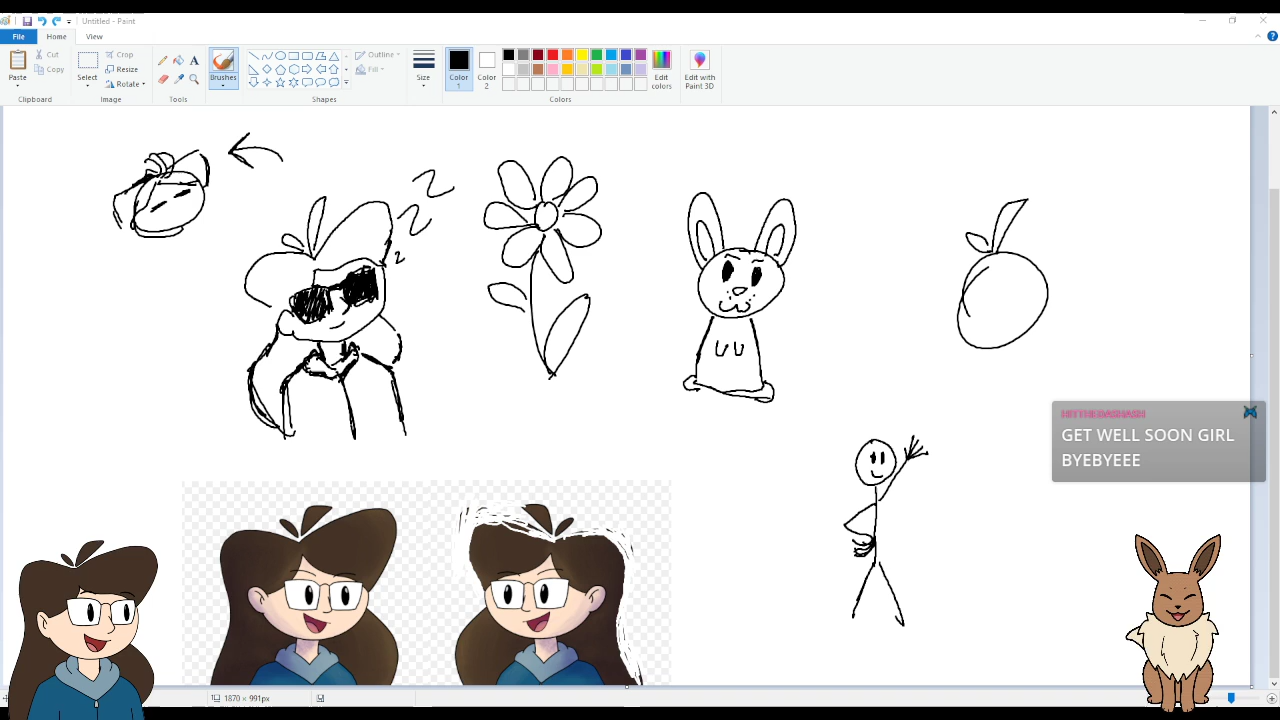 Untitled - Paint
File
Home
View
Paste
Cut
Copy
Clipboard
Select
Crop
Resize
Rotate
Image
A
Tools
Brushes
Outline
Fill
Shapes
Size
Color
1
Color
2
Edit
colors
Edit with
Paint 3D
Colors
z
z
z
HITTHEDASHASH
GET WELL SOON GIRL
BYEBYEEE
1870 × 991px